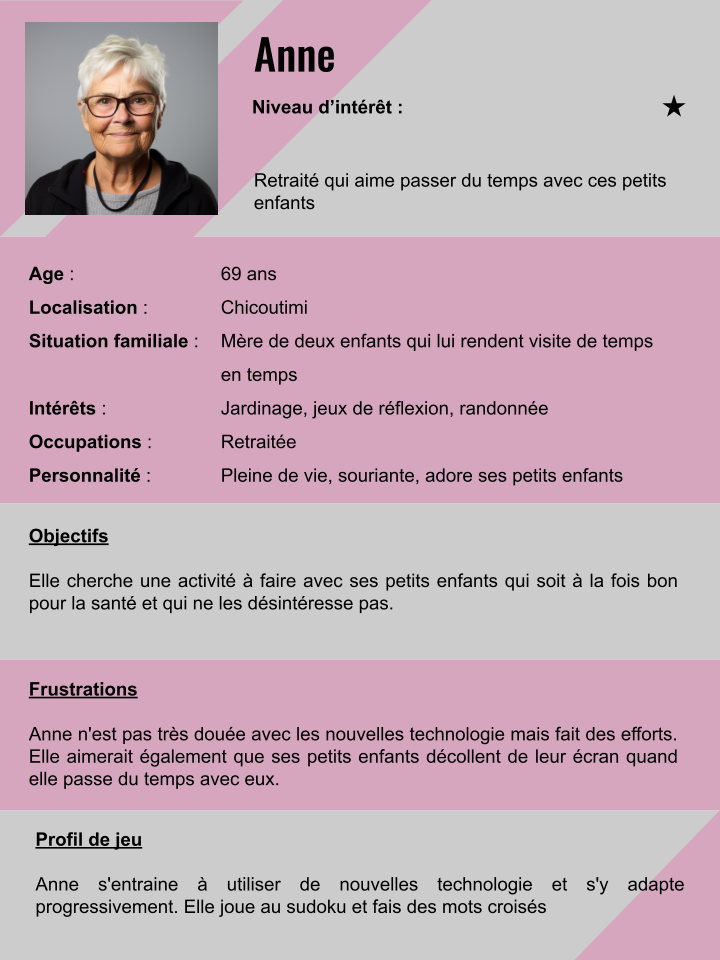 Anne
Niveau d’intérêt : ★
Retraité qui aime passer du temps avec ces petits
enfants
Age : 69 ans
Localisation : Chicoutimi
Situation familiale : Mère de deux enfants qui lui rendent visite de temps
en temps
Intérêts : Jardinage, jeux de réflexion, randonnée
Occupations : Retraitée
Personnalité : Pleine de vie, souriante, adore ses petits enfants
Objectifs
Elle cherche une activité à faire avec ses petits enfants qui soit à la fois bon
pour la santé et qui ne les désintéresse pas.
Frustrations
Anne n'est pas très douée avec les nouvelles technologie mais fait des efforts.
Elle aimerait également que ses petits enfants décollent de leur écran quand
elle passe du temps avec eux.
Profil de jeu
Anne s'entraine à utiliser de nouvelles technologie et s'y adapte
progressivement. Elle joue au sudoku et fais des mots croisés